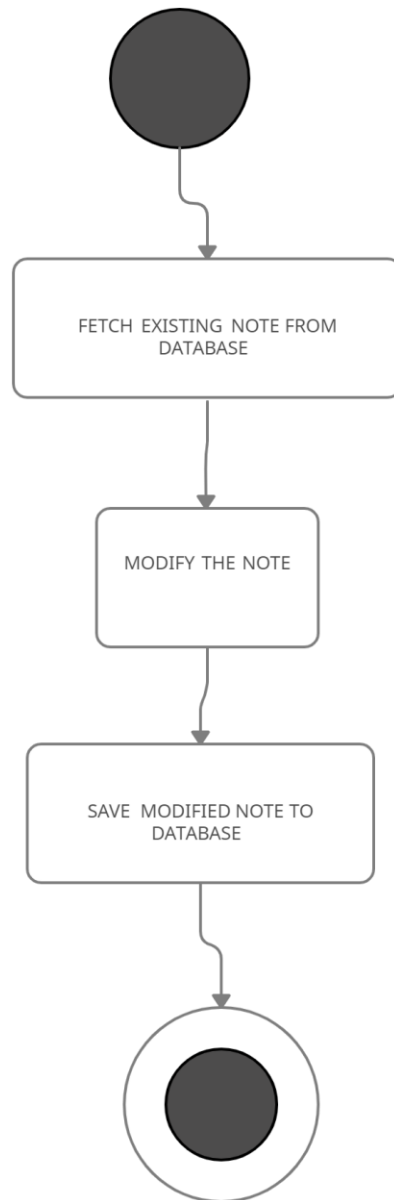 FETCH EXISTING NOTE FROM
DATABASE
MODIFY THE NOTE
SAVE MODIFIED NOTE TO
DATABASE